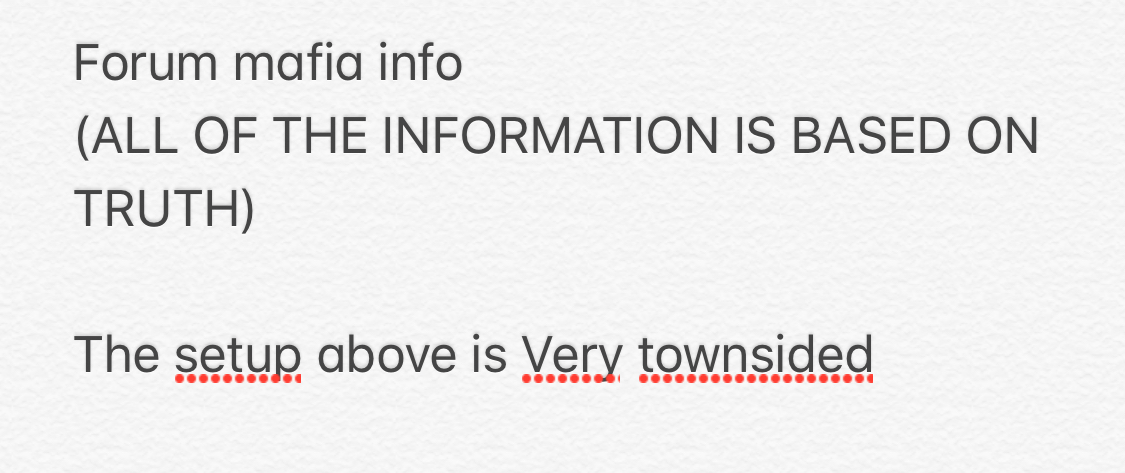 Forum mafia info
(ALL OF THE INFORMATION IS BASED ON
TRUTH)
The setup above is Very townsided